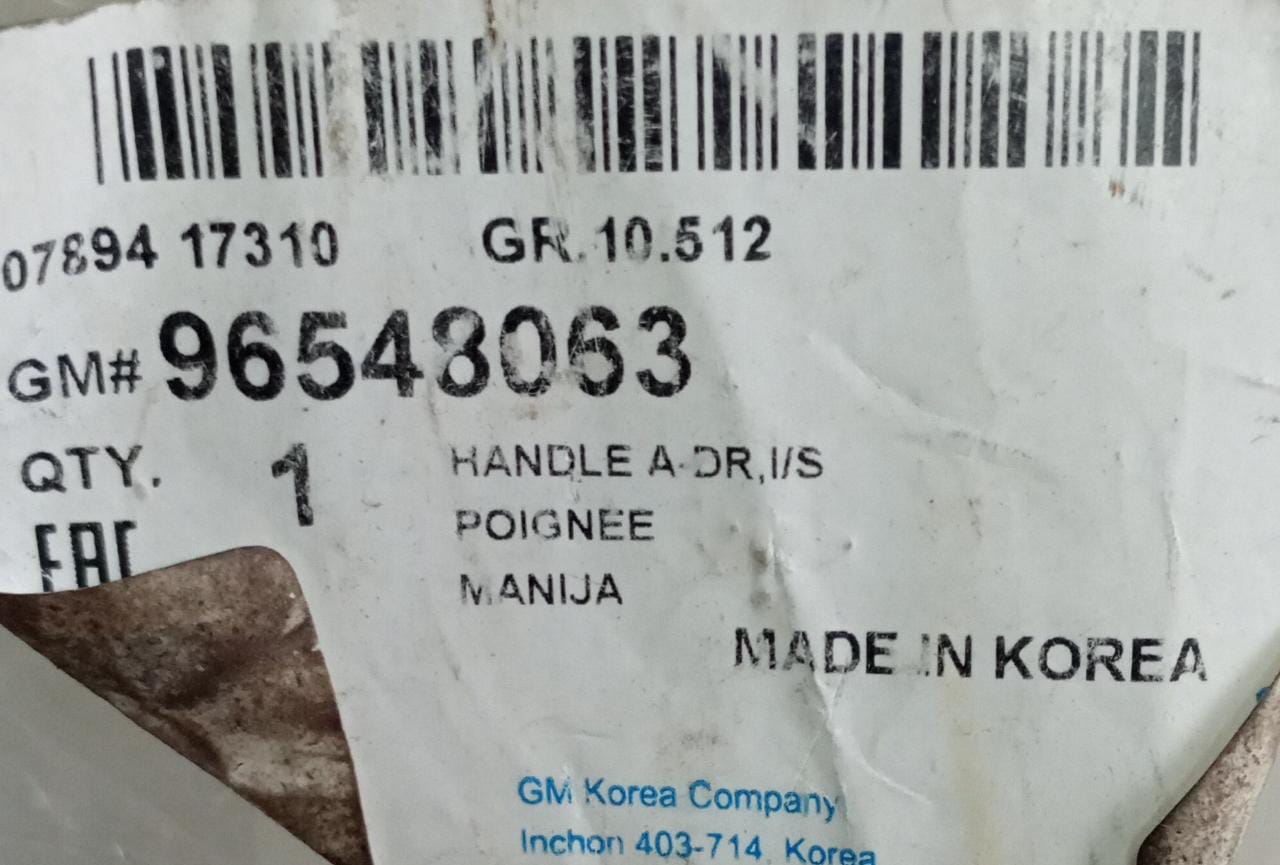 07894 17310 GR.10.512
GM# 96548063
QTY. 1 HANDLE A-DR,I/S
POIGNEE
EAC
MANIJA
MADE IN KOREA
GM Korea Company
Inchon 403-714, Korea